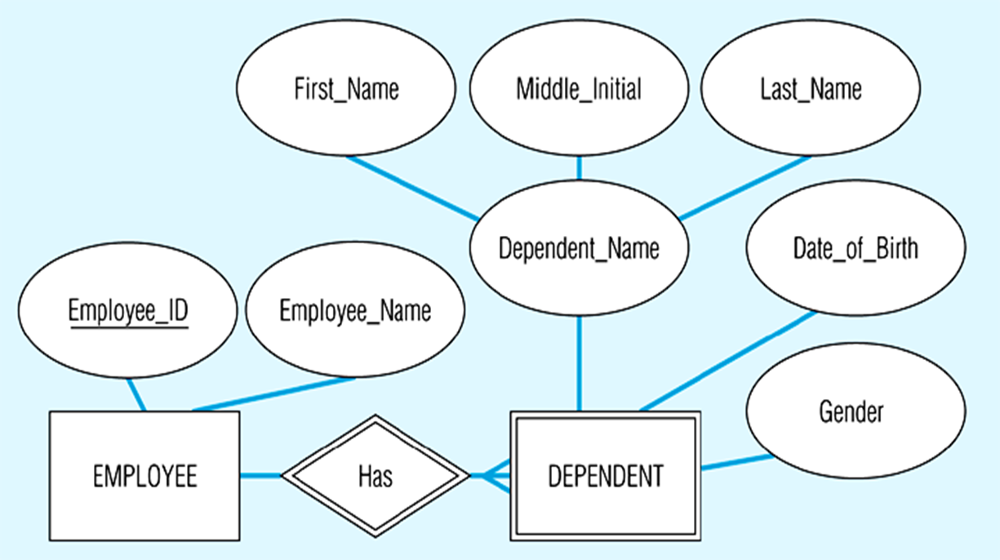 First_Name
Middle_Initial
Last_Name
Dependent_Name
Date_of_Birth
Employee_ID
Employee_Name
Gender
EMPLOYEE
Has
DEPENDENT